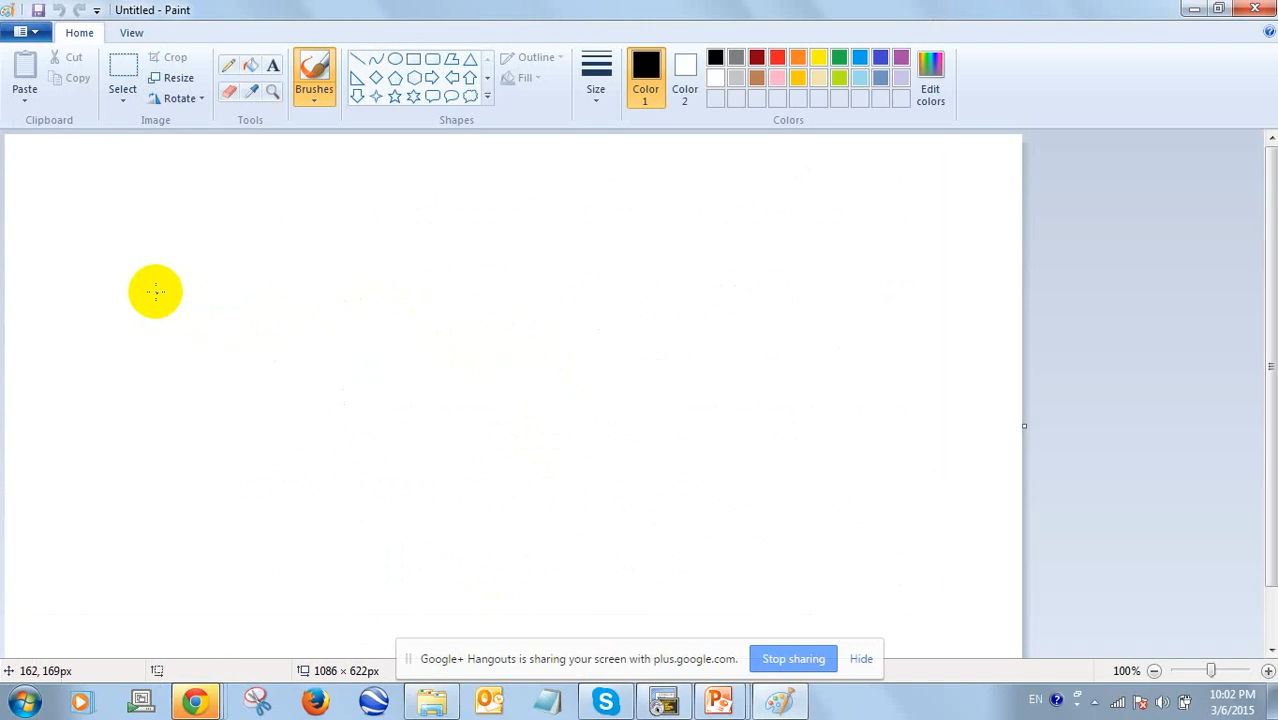 Untitled - Paint
Home View
Paste
Cut
Copy
Clipboard
Select
Crop
Resize
Rotate
Image
A
Tools
Brushes
Outline
Fill
Shapes
Size
Color 1
Color 2
Edit colors
Colors
Google+ Hangouts is sharing your screen with plus.google.com. Stop sharing Hide
162, 169px 1086 × 622px 100%
EN 10:02 PM
3/6/2015